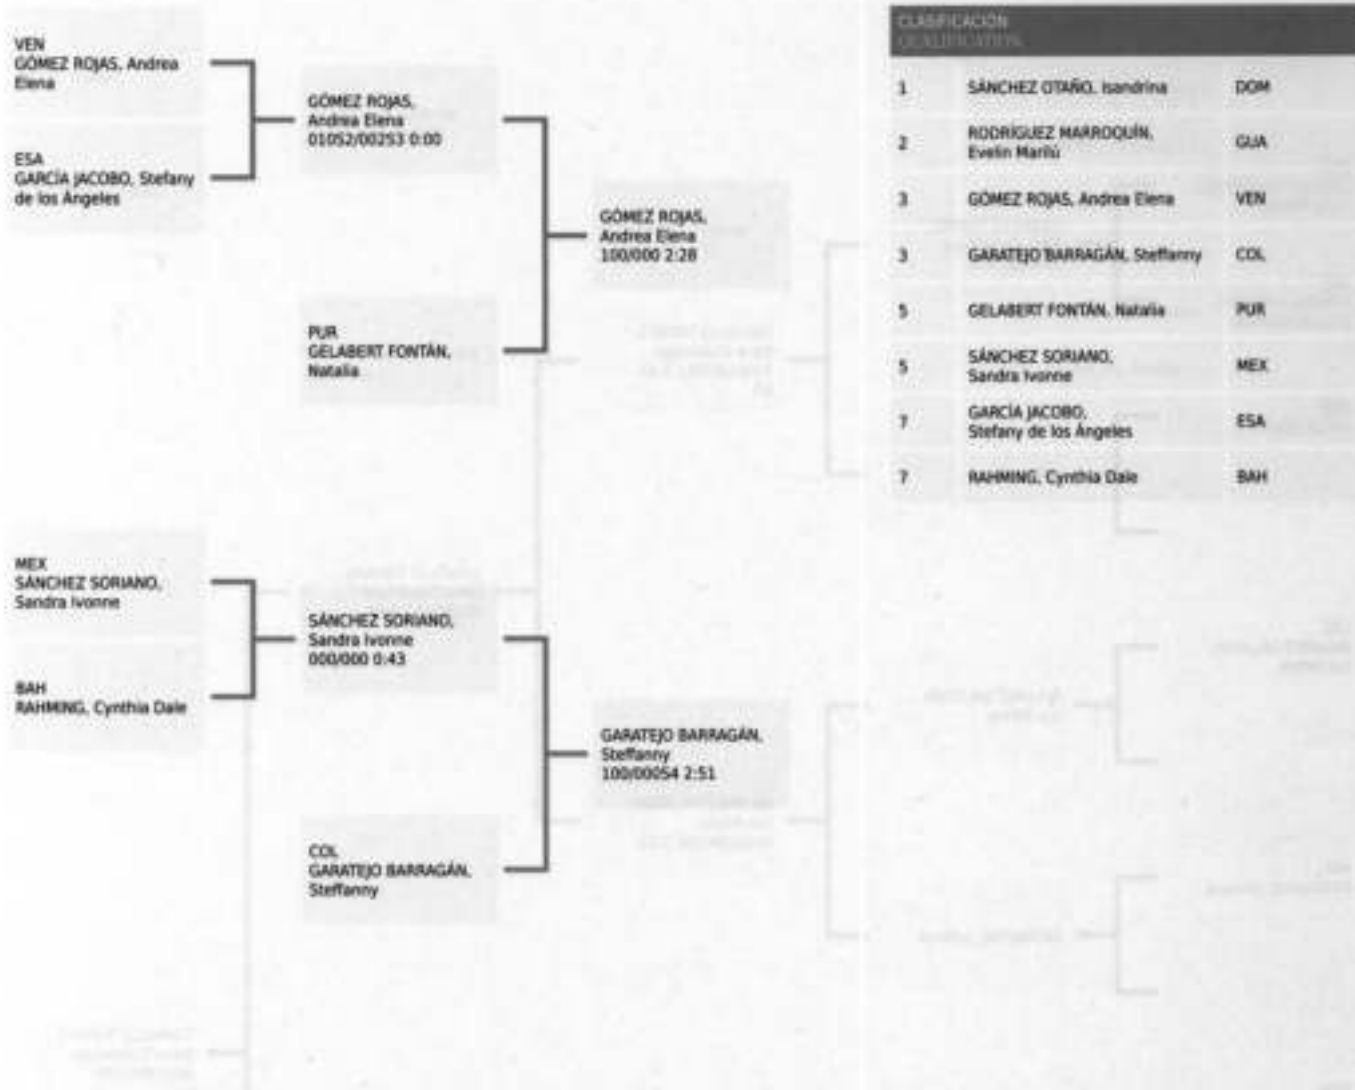 VEN
GÓMEZ ROJAS, Andrea
Elena
ESA
GARCÍA JACOBO, Stefany
de los Ángeles
GÓMEZ ROJAS,
Andrea Elena
01052/00253 0:00
PUR
GELABERT FONTÁN,
Natalia
GÓMEZ ROJAS,
Andrea Elena
100/000 2:28
MEX
SÁNCHEZ SORIANO,
Sandra Ivonne
BAH
RAHMING, Cynthia Dale
SÁNCHEZ SORIANO,
Sandra Ivonne
000/000 0:43
COL
GARATEJO BARRAGÁN,
Steffanny
GARATEJO BARRAGÁN,
Steffanny
100/00054 2:51
CLASIFICACIÓN
QUALIFICATION
1 SÁNCHEZ OTAÑO, Isandrina DOM
2 RODRÍGUEZ MARROQUÍN,
Evelin Marilú GUA
3 GÓMEZ ROJAS, Andrea Elena VEN
3 GARATEJO BARRAGÁN, Steffanny COL
5 GELABERT FONTÁN, Natalia PUR
5 SÁNCHEZ SORIANO,
Sandra Ivonne MEX
7 GARCÍA JACOBO,
Stefany de los Ángeles ESA
7 RAHMING, Cynthia Dale BAH